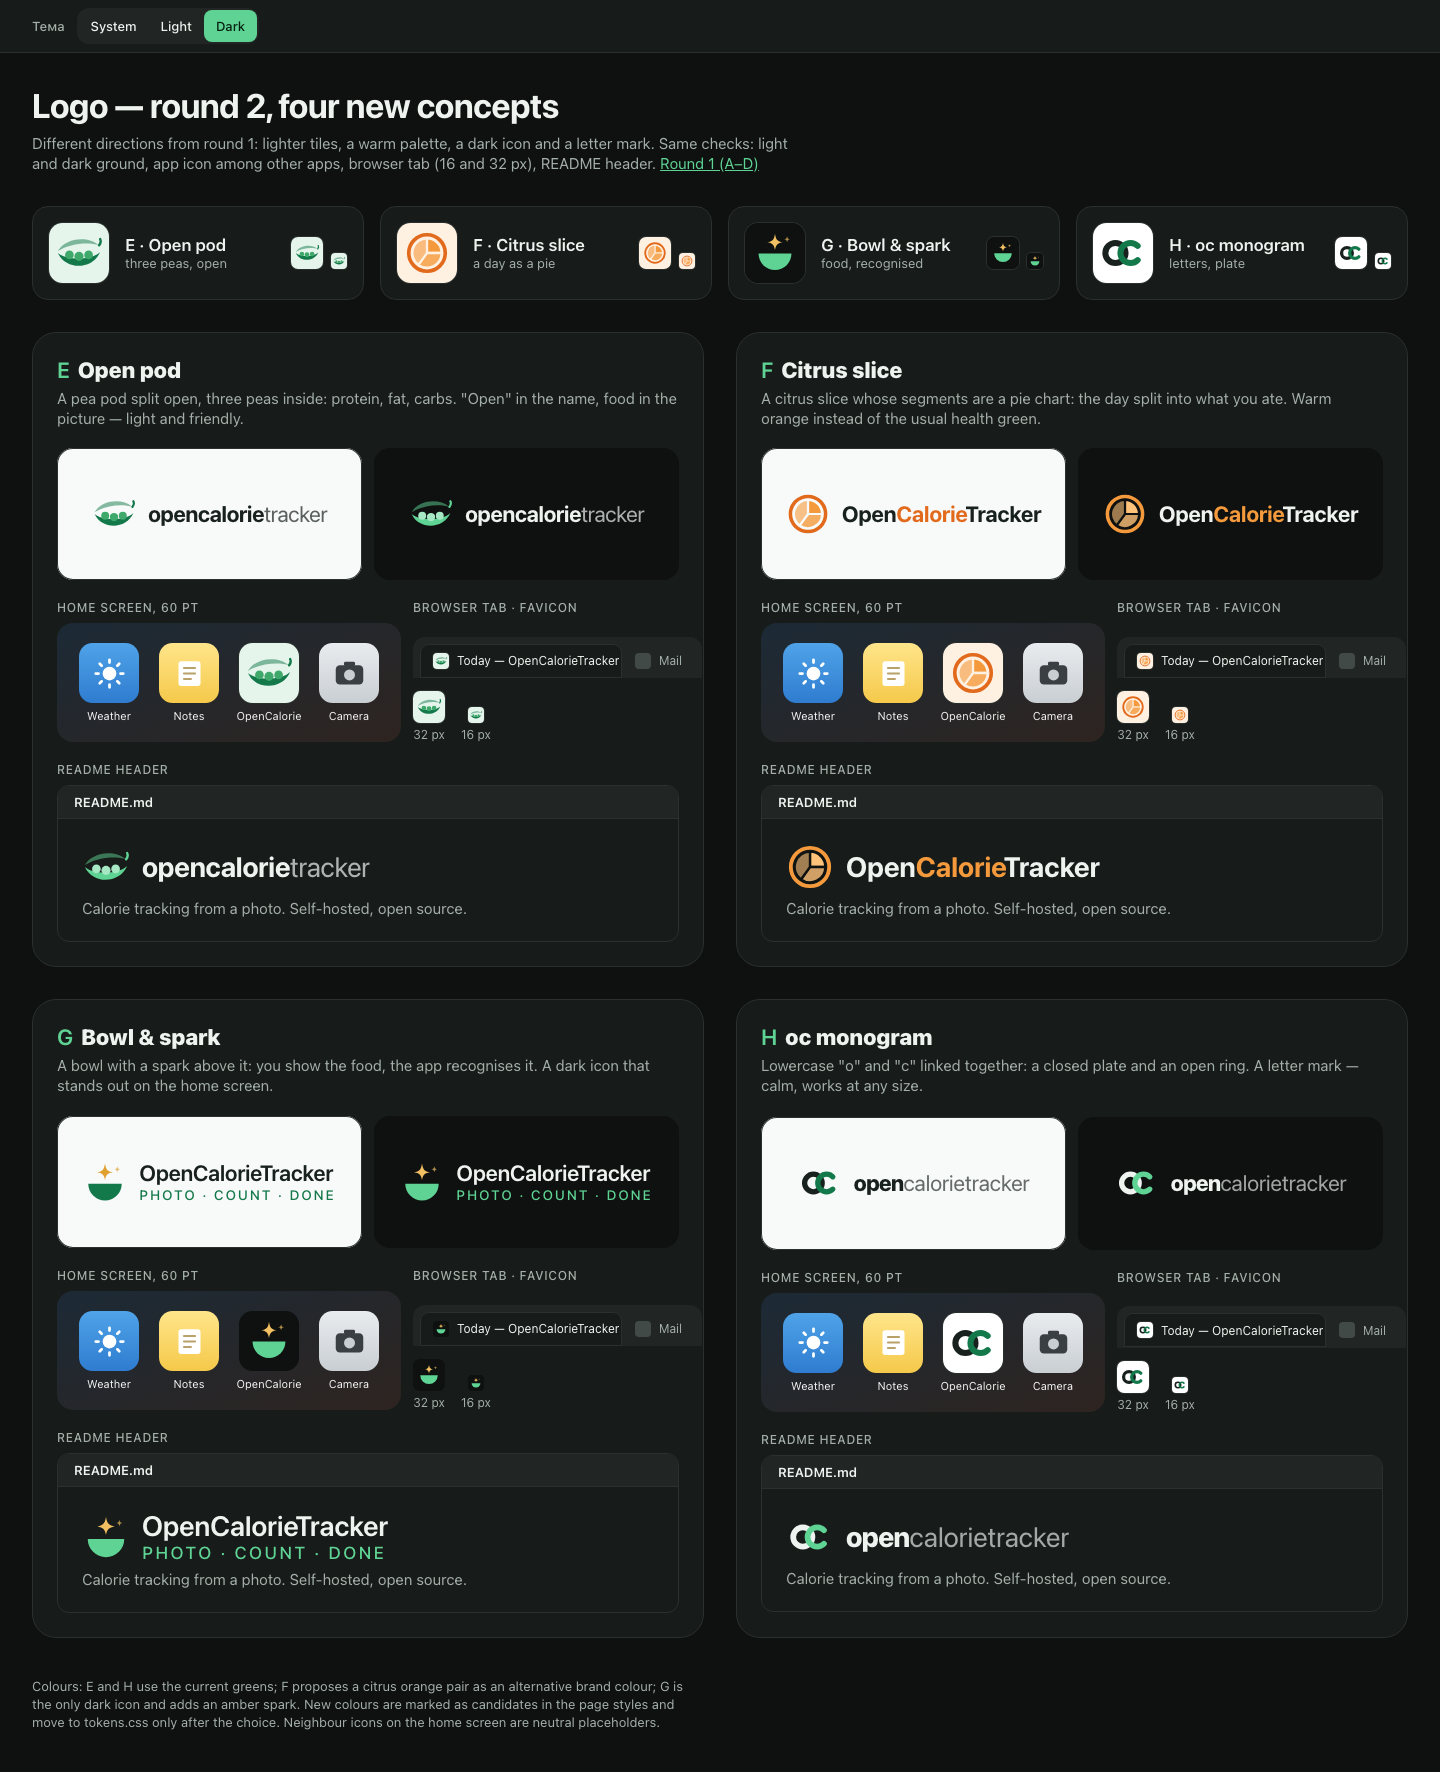 Тема
System
Light
Dark
Logo — round 2, four new concepts
Different directions from round 1: lighter tiles, a warm palette, a dark icon and a letter mark. Same checks: light
and dark ground, app icon among other apps, browser tab (16 and 32 px), README header. Round 1 (A–D)
E · Open pod
three peas, open
F · Citrus slice
a day as a pie
G · Bowl & spark
food, recognised
H · oc monogram
letters, plate
E Open pod
A pea pod split open, three peas inside: protein, fat, carbs. "Open" in the name, food in the
picture — light and friendly.
opencalorietracker
opencalorietracker
HOME SCREEN, 60 PT
Weather
Notes
OpenCalorie
Camera
BROWSER TAB · FAVICON
Today — OpenCalorieTracker
Mail
32 px
16 px
README HEADER
README.md
opencalorietracker
Calorie tracking from a photo. Self-hosted, open source.
F Citrus slice
A citrus slice whose segments are a pie chart: the day split into what you ate. Warm
orange instead of the usual health green.
OpenCalorieTracker
OpenCalorieTracker
HOME SCREEN, 60 PT
Weather
Notes
OpenCalorie
Camera
BROWSER TAB · FAVICON
Today — OpenCalorieTracker
Mail
32 px
16 px
README HEADER
README.md
OpenCalorieTracker
Calorie tracking from a photo. Self-hosted, open source.
G Bowl & spark
A bowl with a spark above it: you show the food, the app recognises it. A dark icon that
stands out on the home screen.
OpenCalorieTracker
PHOTO · COUNT · DONE
OpenCalorieTracker
PHOTO · COUNT · DONE
HOME SCREEN, 60 PT
Weather
Notes
OpenCalorie
Camera
BROWSER TAB · FAVICON
Today — OpenCalorieTracker
Mail
32 px
16 px
README HEADER
README.md
OpenCalorieTracker
PHOTO · COUNT · DONE
Calorie tracking from a photo. Self-hosted, open source.
H oc monogram
Lowercase "o" and "c" linked together: a closed plate and an open ring. A letter mark —
calm, works at any size.
opencalorietracker
opencalorietracker
HOME SCREEN, 60 PT
Weather
Notes
OpenCalorie
Camera
BROWSER TAB · FAVICON
Today — OpenCalorieTracker
Mail
32 px
16 px
README HEADER
README.md
opencalorietracker
Calorie tracking from a photo. Self-hosted, open source.
Colours: E and H use the current greens; F proposes a citrus orange pair as an alternative brand colour; G is
the only dark icon and adds an amber spark. New colours are marked as candidates in the page styles and
move to tokens.css only after the choice. Neighbour icons on the home screen are neutral placeholders.